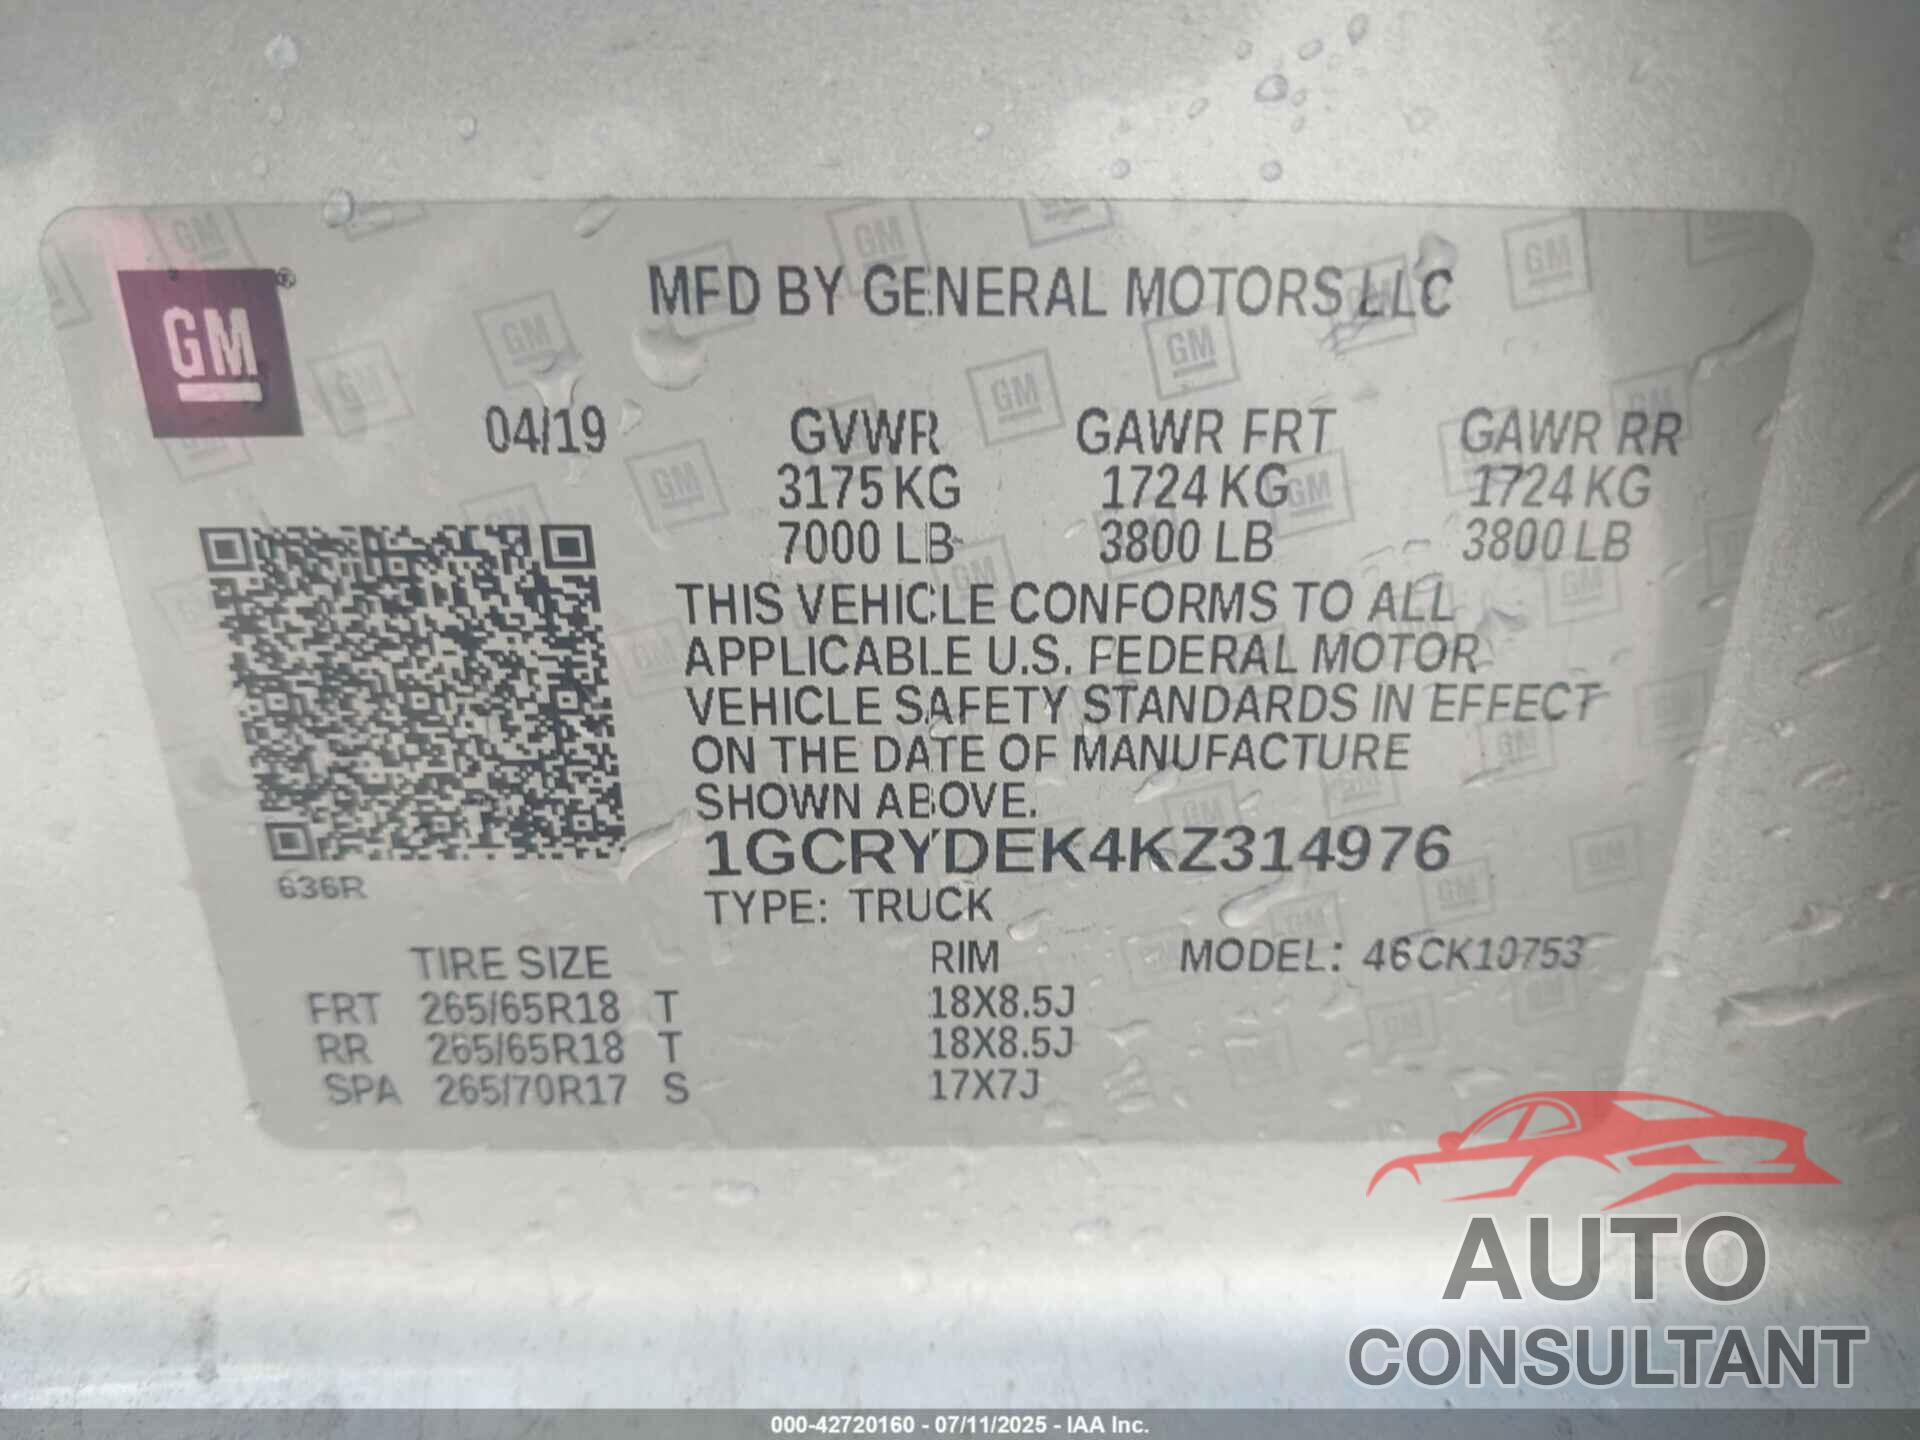 GM
®
MFD BY GENERAL MOTORS LLC
04/19 GVWR GAWR FRT GAWR RR
3175 KG 1724 KG 1724 KG
7000 LB 3800 LB 3800 LB
THIS VEHICLE CONFORMS TO ALL
APPLICABLE U.S. FEDERAL MOTOR
VEHICLE SAFETY STANDARDS IN EFFECT
ON THE DATE OF MANUFACTURE
SHOWN ABOVE.
1GCRYDEK4KZ314976
636R
TYPE: TRUCK
TIRE SIZE RIM MODEL: 46CK10753
FRT 265/65R18 T 18X8.5J
RR 265/65R18 T 18X8.5J
SPA 265/70R17 S 17X7J
AUTO
CONSULTANT
000-42720160 - 07/11/2025 - IAA Inc.